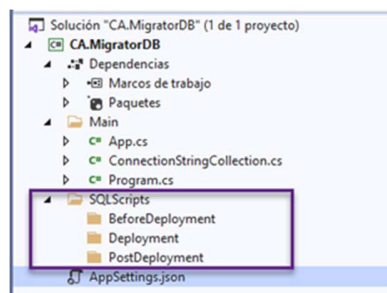 Solución "CA.MigratorDB" (1 de 1 proyecto)
CA.MigratorDB
Dependencias
Marcos de trabajo
Paquetes
Main
C# App.cs
C# ConnectionStringCollection.cs
C# Program.cs
SQLScripts
BeforeDeployment
Deployment
PostDeployment
AppSettings.json